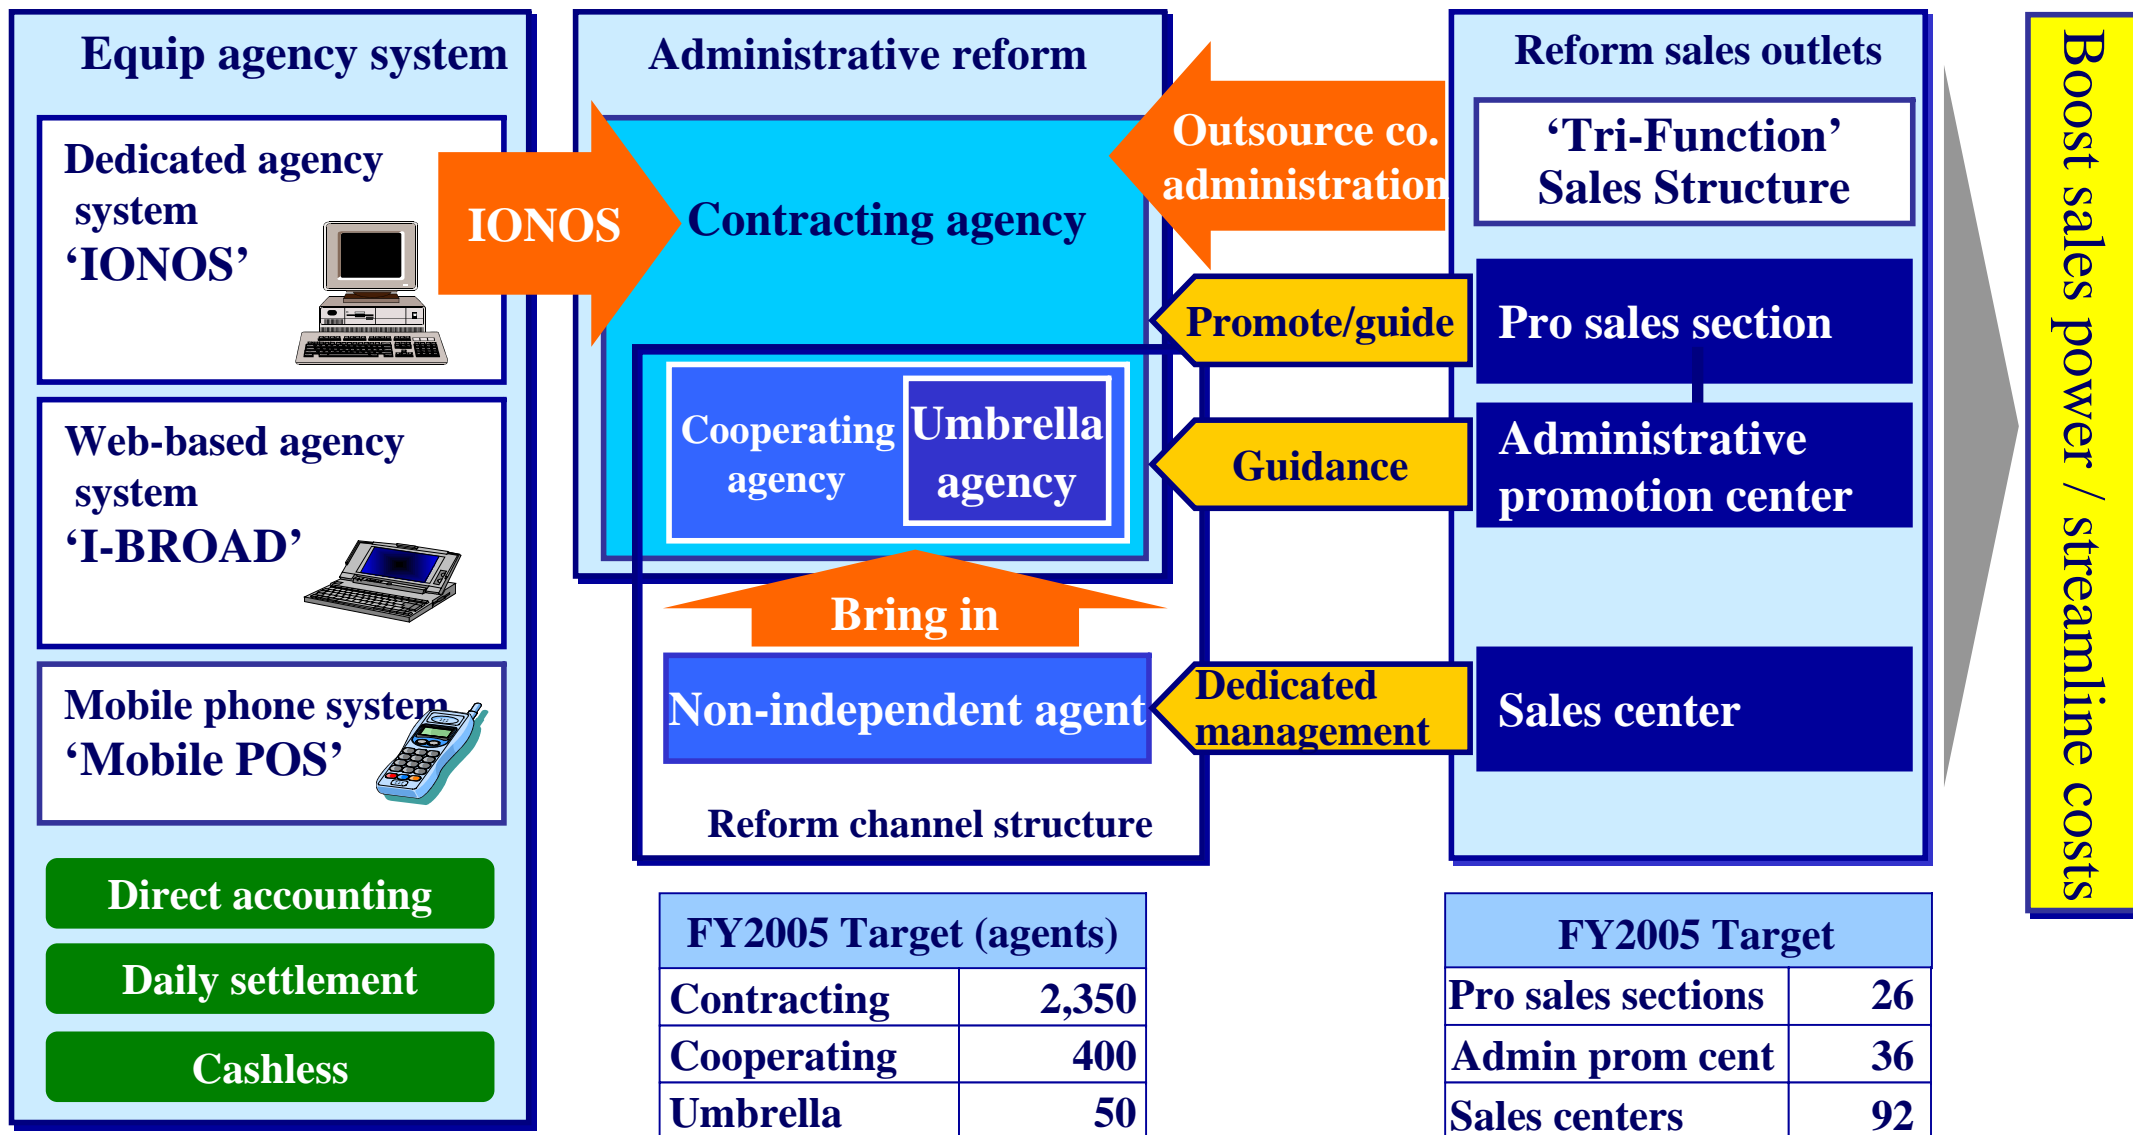 Equip agency system
Dedicated agency
system
‘IONOS’
Web-based agency
system
‘I-BROAD’
Mobile phone system
‘Mobile POS’
Direct accounting
Daily settlement
Cashless
IONOS
Administrative reform
Contracting agency
Cooperating
agency
Umbrella
agency
Bring in
Non-independent agent
Reform channel structure
Outsource co.
administration
Promote/guide
Guidance
Dedicated
management
Reform sales outlets
‘Tri-Function’
Sales Structure
Pro sales section
Administrative
promotion center
Sales center
Boost sales power / streamline costs
FY2005 Target (agents)
Contracting 2,350
Cooperating 400
Umbrella 50
FY2005 Target
Pro sales sections 26
Admin prom cent 36
Sales centers 92